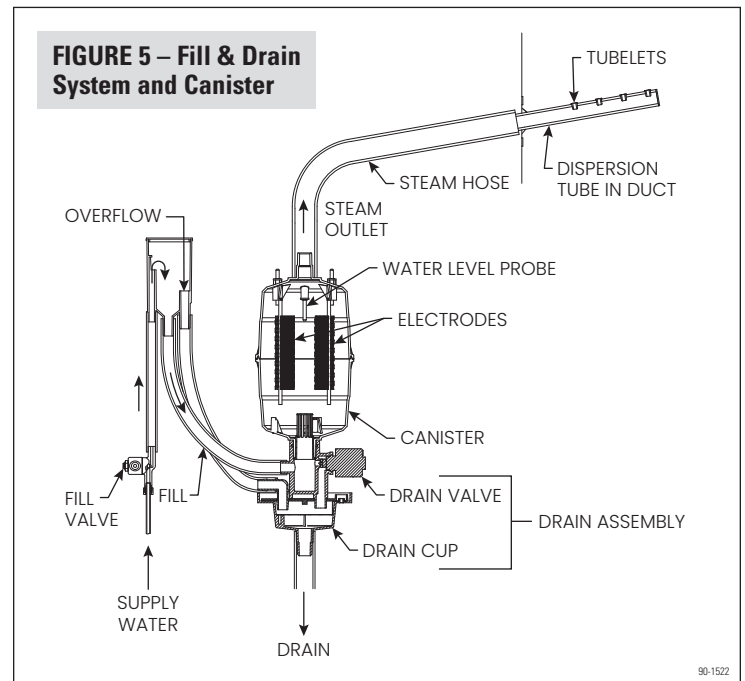 FIGURE 5 – Fill & Drain
System and Canister
TUBELETS
DISPERSION
TUBE IN DUCT
STEAM HOSE
STEAM
OUTLET
OVERFLOW
WATER LEVEL PROBE
ELECTRODES
CANISTER
FILL
VALVE
FILL
DRAIN VALVE
DRAIN ASSEMBLY
DRAIN CUP
SUPPLY
WATER
DRAIN
90-1522